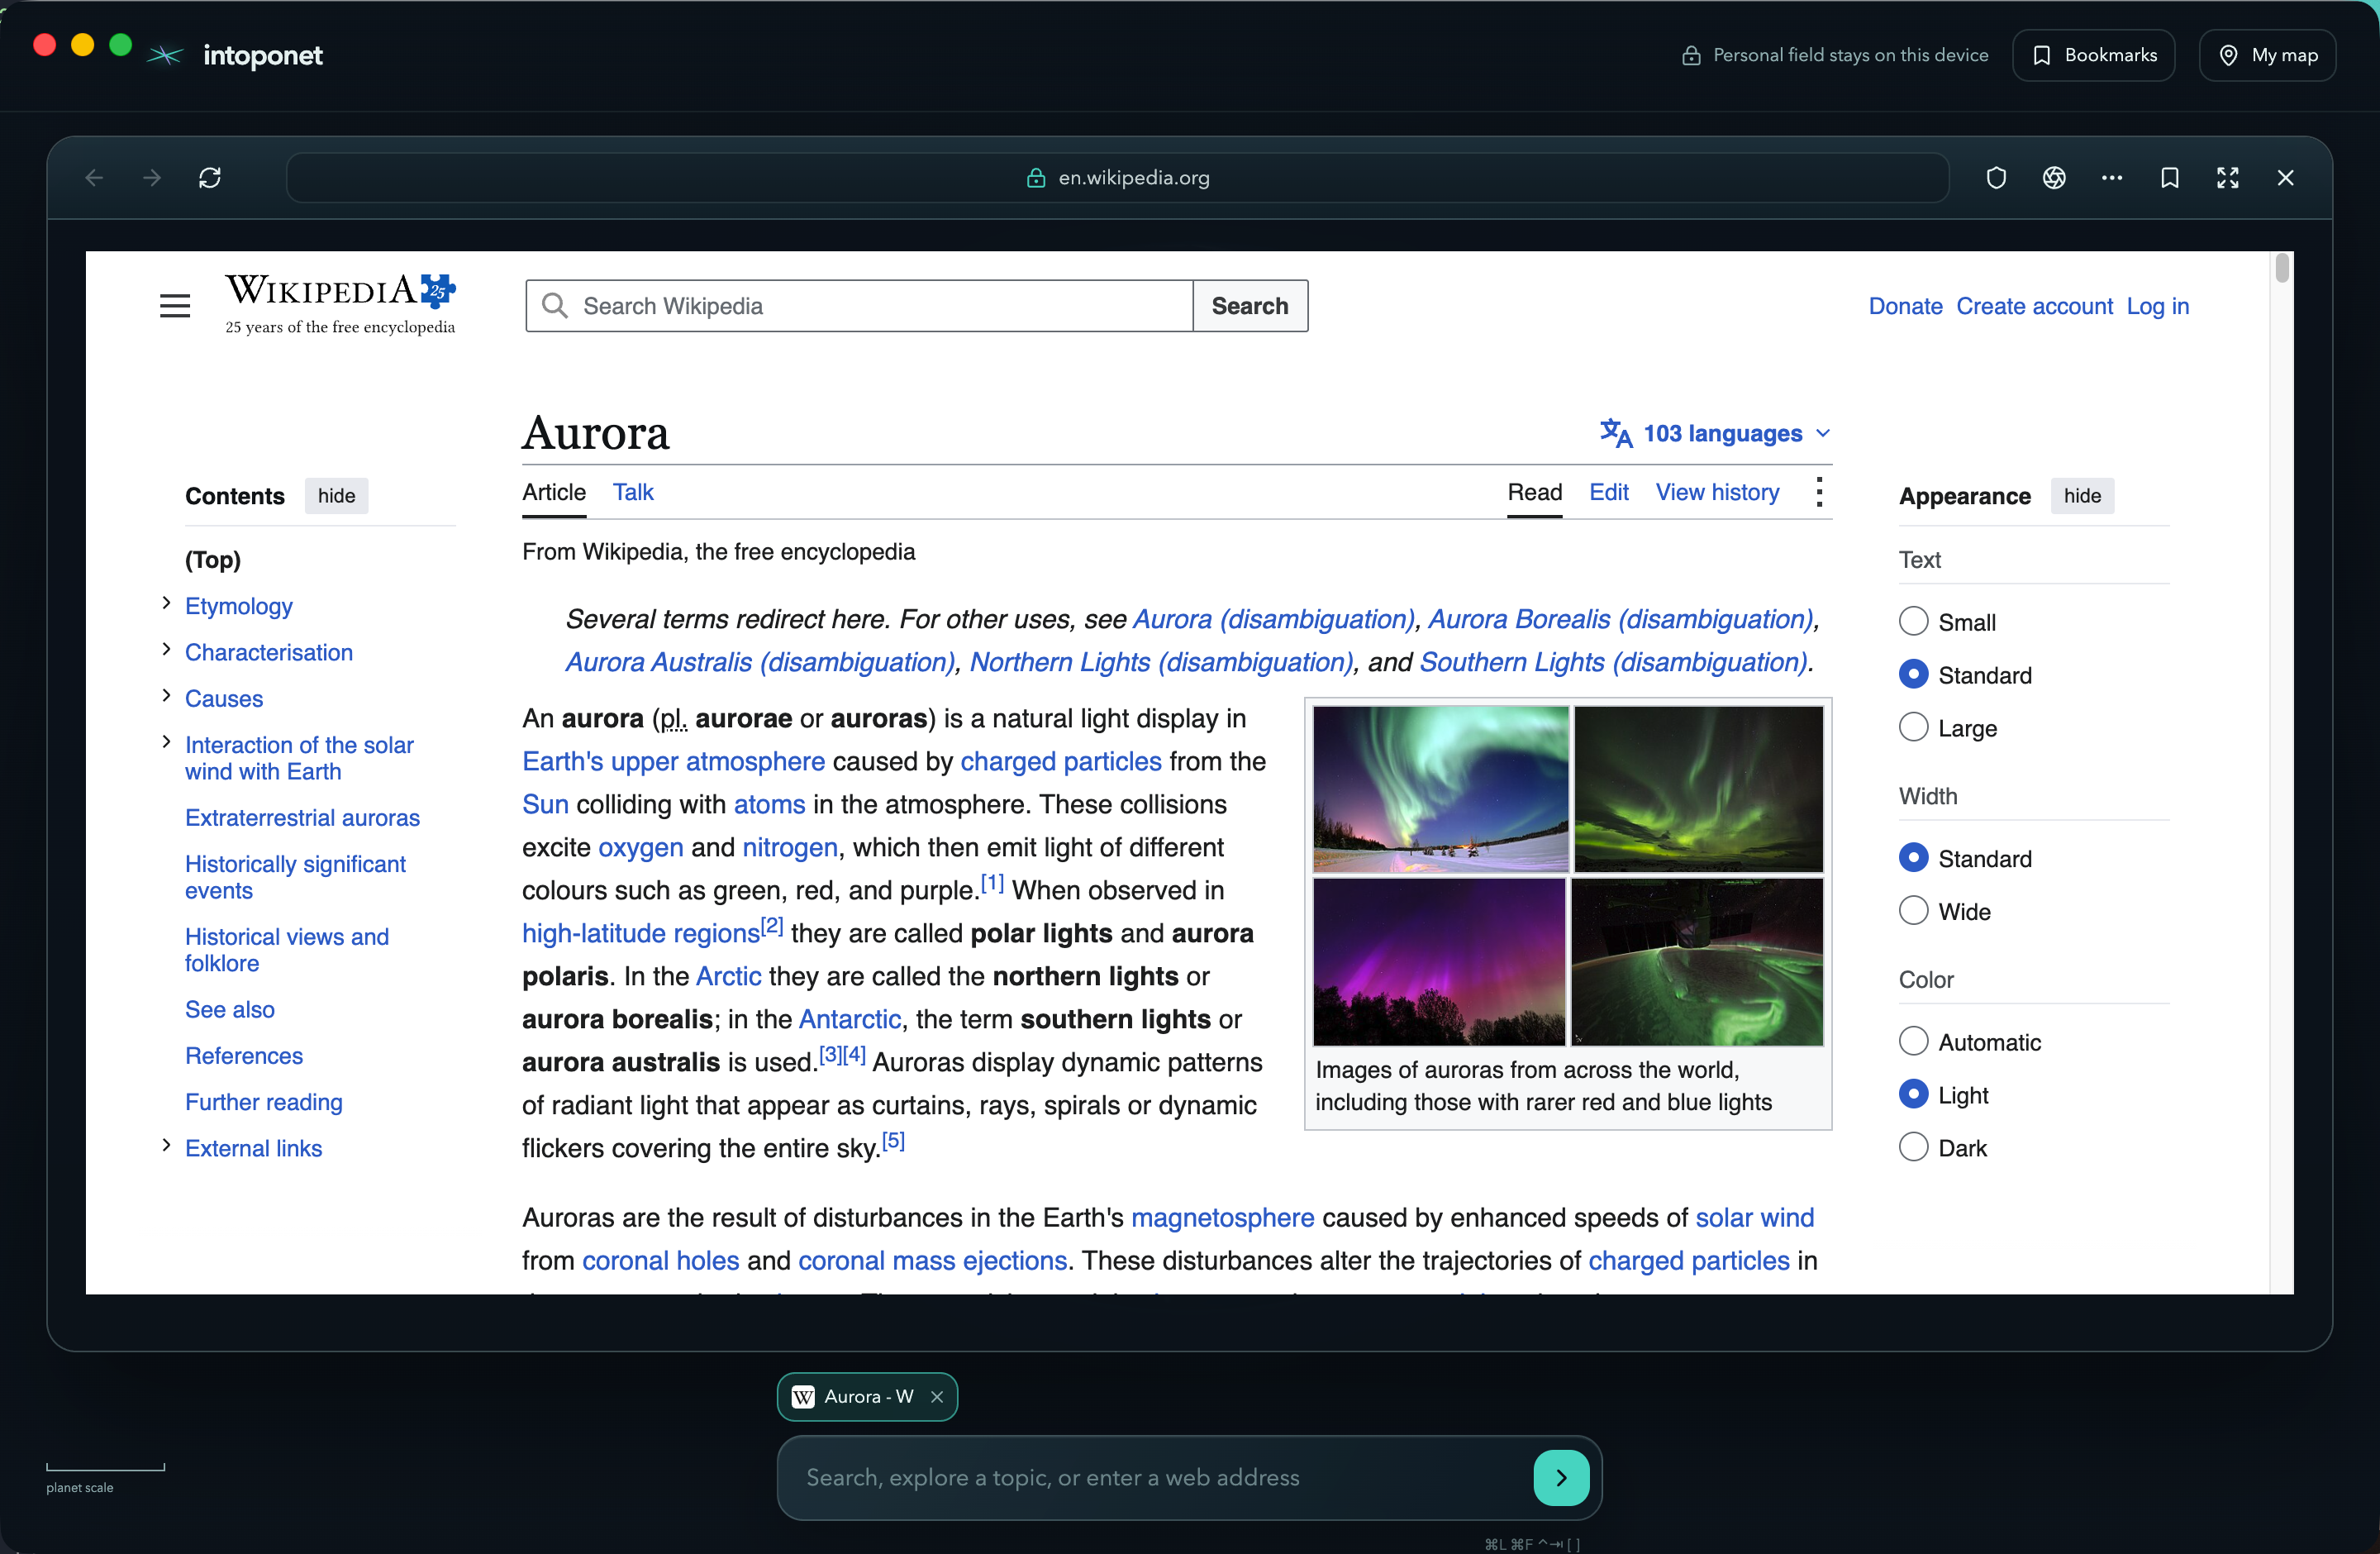 intoponet
Personal field stays on this device
Bookmarks
My map
en.wikipedia.org
WIKIPEDIA 25
25 years of the free encyclopedia
Search Wikipedia
Search
Donate Create account Log in
Aurora
103 languages
Article Talk
Read Edit View history
Contents hide
(Top)
Etymology
Characterisation
Causes
Interaction of the solar
wind with Earth
Extraterrestrial auroras
Historically significant
events
Historical views and
folklore
See also
References
Further reading
External links
From Wikipedia, the free encyclopedia
Several terms redirect here. For other uses, see Aurora (disambiguation), Aurora Borealis (disambiguation),
Aurora Australis (disambiguation), Northern Lights (disambiguation), and Southern Lights (disambiguation).
An aurora (pl. aurorae or auroras) is a natural light display in
Earth's upper atmosphere caused by charged particles from the
Sun colliding with atoms in the atmosphere. These collisions
excite oxygen and nitrogen, which then emit light of different
colours such as green, red, and purple.[1] When observed in
high-latitude regions[2] they are called polar lights and aurora
polaris. In the Arctic they are called the northern lights or
aurora borealis; in the Antarctic, the term southern lights or
aurora australis is used.[3][4] Auroras display dynamic patterns
of radiant light that appear as curtains, rays, spirals or dynamic
flickers covering the entire sky.[5]
Images of auroras from across the world,
including those with rarer red and blue lights
Auroras are the result of disturbances in the Earth's magnetosphere caused by enhanced speeds of solar wind
from coronal holes and coronal mass ejections. These disturbances alter the trajectories of charged particles in
Appearance hide
Text
Small
Standard
Large
Width
Standard
Wide
Color
Automatic
Light
Dark
W Aurora - W
Search, explore a topic, or enter a web address
planet scale
⌘L ⌘F ^⇥ [ ]